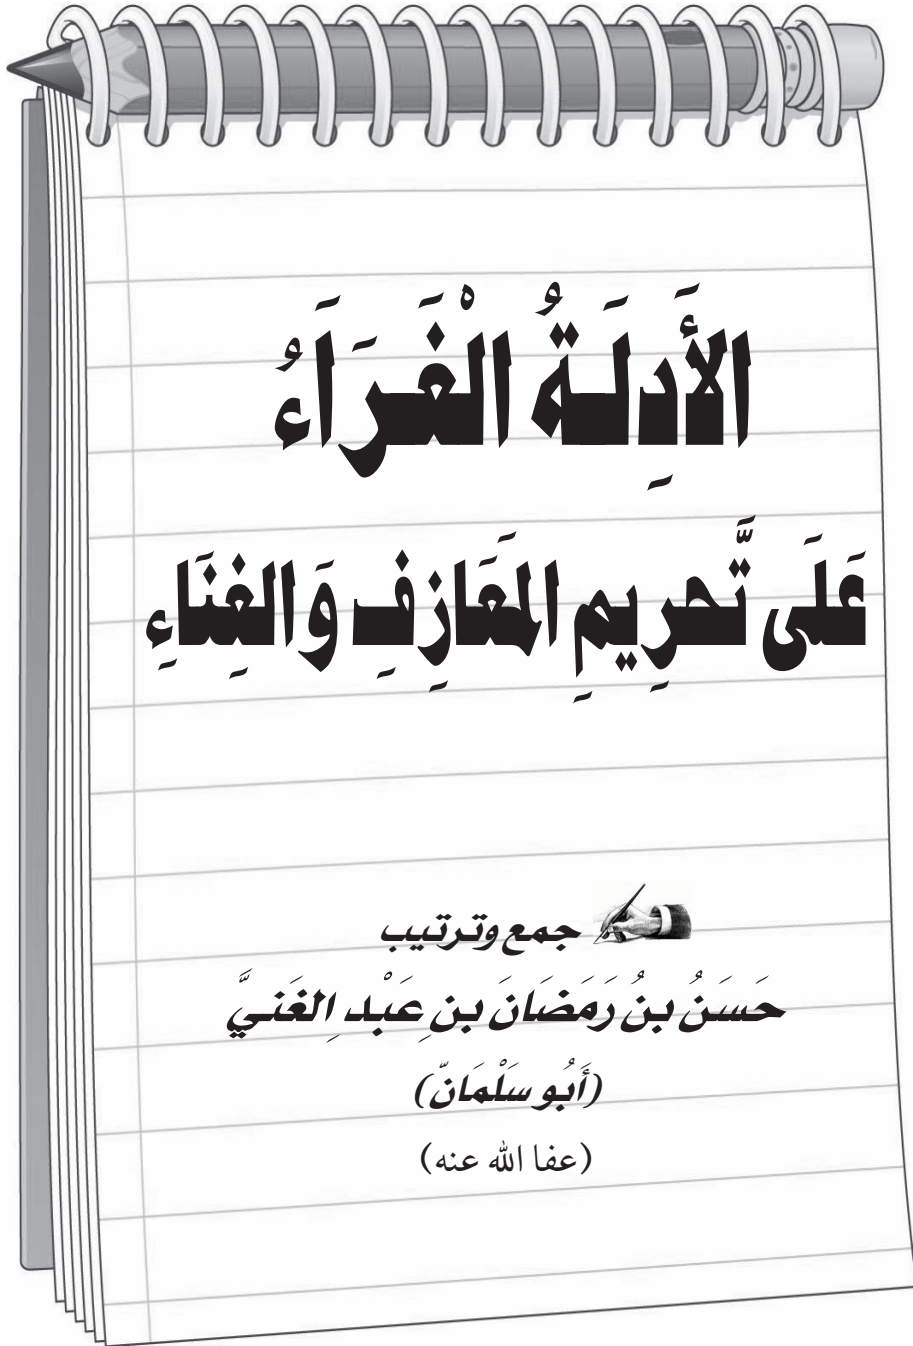 الأَدِلَةُ الْغَرَاءُ
عَلَى تَّحرِيمِ المَعَازِفِ وَالغِنَاءِ
جمع وترتيب
حَسَنُ بنُ رَمَضَانَ بنِ عَبْدِ الغَنيَّ
(أَبُو سَلْمَانّ)
(عفا الله عنه)